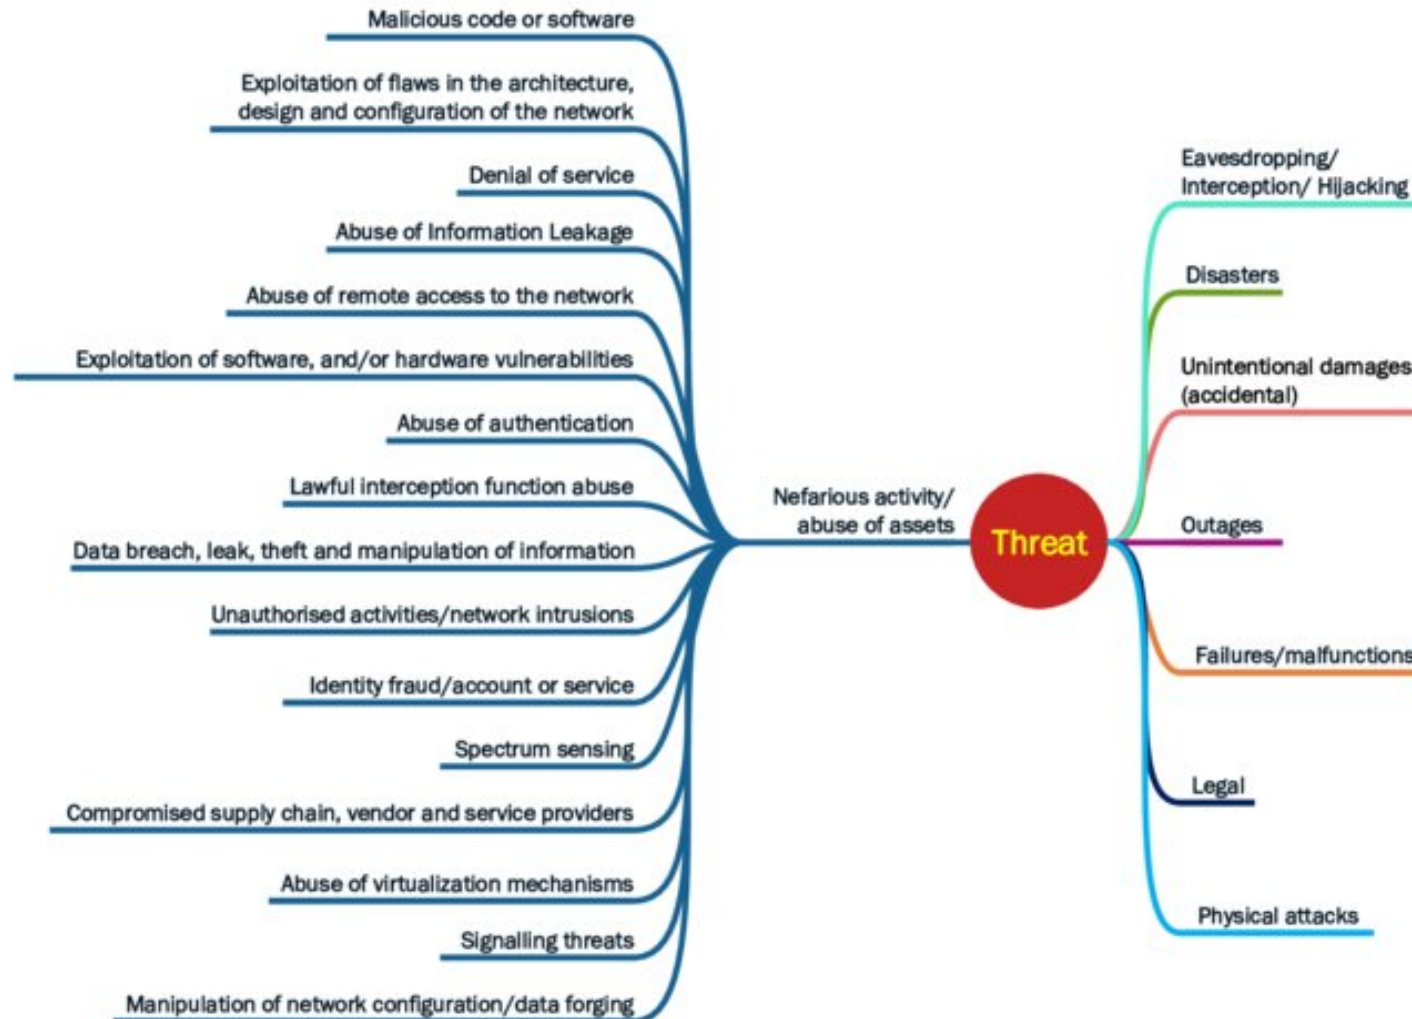 Malicious code or software
Exploitation of flaws in the architecture,
design and configuration of the network
Denial of service
Abuse of Information Leakage
Abuse of remote access to the network
Exploitation of software, and/or hardware vulnerabilities
Abuse of authentication
Lawful interception function abuse
Data breach, leak, theft and manipulation of information
Unauthorised activities/network intrusions
Identity fraud/account or service
Spectrum sensing
Compromised supply chain, vendor and service providers
Abuse of virtualization mechanisms
Signalling threats
Manipulation of network configuration/data forging
Nefarious activity/
abuse of assets
Threat
Eavesdropping/
Interception/ Hijacking
Disasters
Unintentional damages
(accidental)
Outages
Failures/malfunctions
Legal
Physical attacks